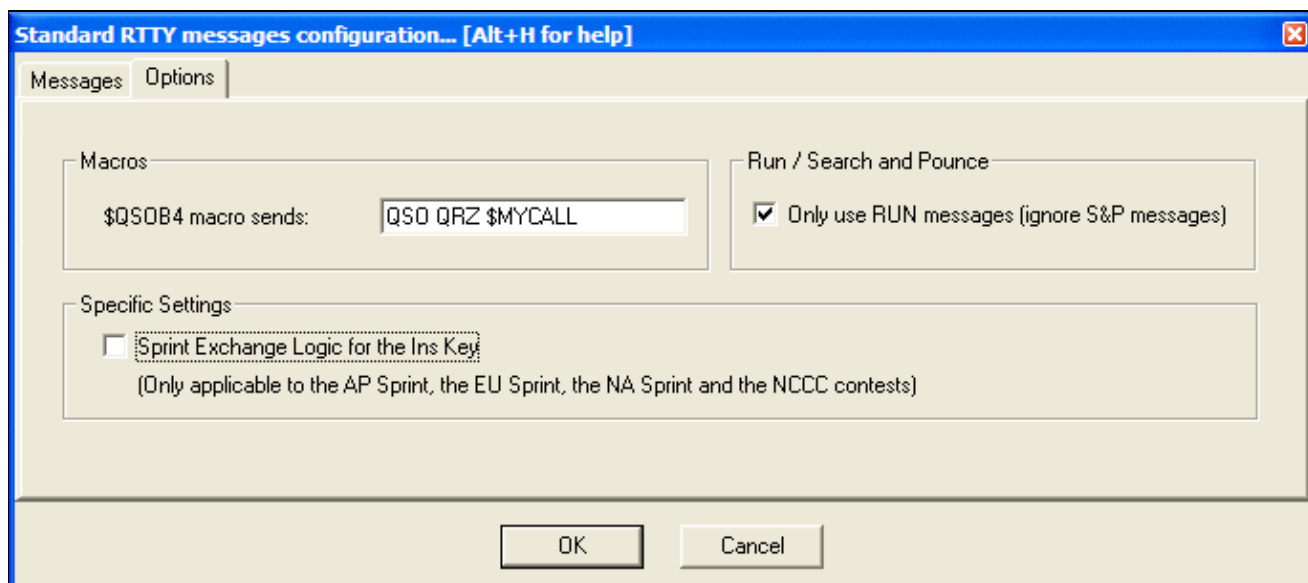 Standard RTTY messages configuration... [Alt+H for help]
Messages Options
Macros
$QSOB4 macro sends: QSO QRZ $MYCALL
Run / Search and Pounce
Only use RUN messages (ignore S&P messages)
Specific Settings
Sprint Exchange Logic for the Ins Key
(Only applicable to the AP Sprint, the EU Sprint, the NA Sprint and the NCCC contests)
OK Cancel